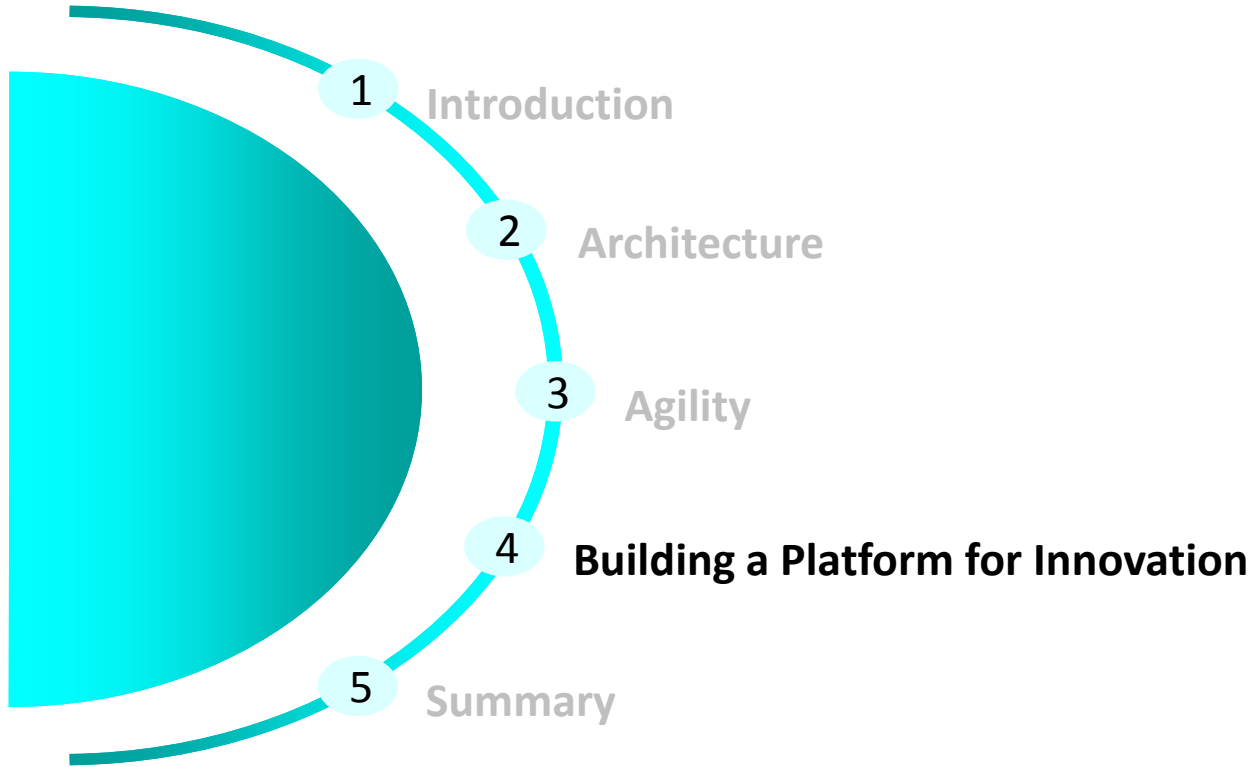 1 Introduction
2 Architecture
3 Agility
4 Building a Platform for Innovation
5 Summary